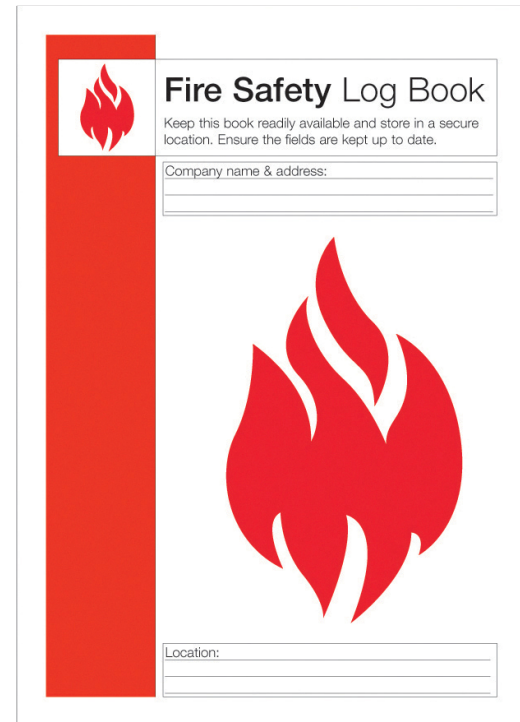 Fire Safety Log Book
Keep this book readily available and store in a secure
location. Ensure the fields are kept up to date.
Company name & address:
Location: